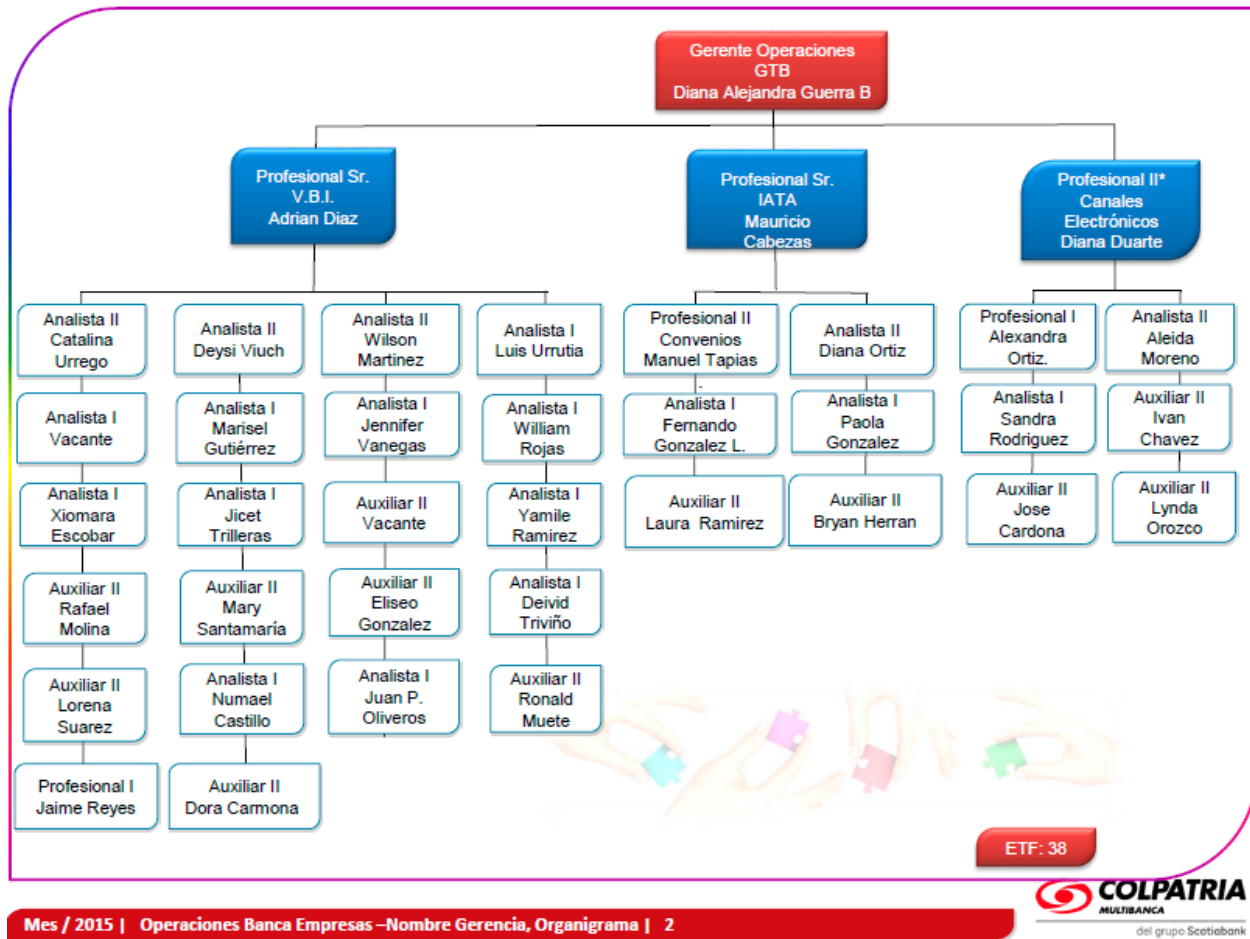 Gerente Operaciones
GTB
Diana Alejandra Guerra B
Profesional Sr.
V.B.I.
Adrian Diaz
Profesional Sr.
IATA
Mauricio
Cabezas
Profesional II*
Canales
Electrónicos
Diana Duarte
Analista II
Catalina
Urrego
Analista I
Vacante
Analista I
Xiomara
Escobar
Auxiliar II
Rafael
Molina
Auxiliar II
Lorena
Suarez
Profesional I
Jaime Reyes
Analista II
Deysi Viuch
Analista I
Marisel
Gutiérrez
Analista I
Jicet
Trilleras
Auxiliar II
Mary
Santamaría
Analista I
Numael
Castillo
Auxiliar II
Dora Carmona
Analista II
Wilson
Martinez
Analista I
Jennifer
Vanegas
Auxiliar II
Vacante
Auxiliar II
Eliseo
Gonzalez
Analista I
Juan P.
Oliveros
Analista I
Luis Urrutia
Analista I
William
Rojas
Analista I
Yamile
Ramirez
Analista I
Deivid
Triviño
Auxiliar II
Ronald
Muete
Profesional II
Convenios
Manuel Tapias
.
Analista I
Fernando
Gonzalez L.
Auxiliar II
Laura Ramirez
Analista II
Diana Ortiz
Analista I
Paola
Gonzalez
Auxiliar II
Bryan Herran
Profesional I
Alexandra
Ortiz.
Analista I
Sandra
Rodriguez
Auxiliar II
Jose
Cardona
Analista II
Aleida
Moreno
Auxiliar II
Ivan
Chavez
Auxiliar II
Lynda
Orozco
ETF: 38
COLPATRIA
MULTIBANCA
del grupo Scotiabank
Mes / 2015 | Operaciones Banca Empresas –Nombre Gerencia, Organigrama | 2